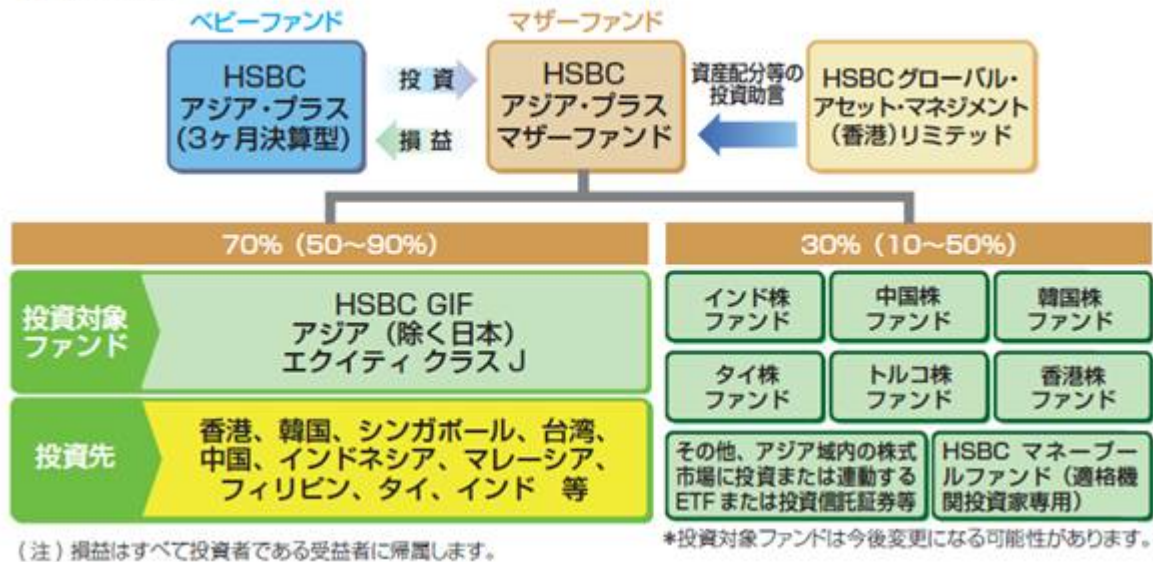 ベビーファンド
マザーファンド
HSBC
アジア・プラス
(3ヶ月決算型)
投資
損益
HSBC
アジア・プラス
マザーファンド
資産配分等の
投資助言
HSBCグローバル・
アセット・マネジメント
(香港)リミテッド
70% (50〜90%)
30% (10〜50%)
投資対象
ファンド
HSBC GIF
アジア (除く日本)
エクイティ クラス J
投資先
香港、韓国、シンガポール、台湾、
中国、インドネシア、マレーシア、
フィリピン、タイ、インド 等
インド株
ファンド
中国株
ファンド
韓国株
ファンド
タイ株
ファンド
トルコ株
ファンド
香港株
ファンド
その他、アジア域内の株式
市場に投資または連動する
ETFまたは投資信託証券等
HSBC マネープー
ルファンド(適格機
関投資家専用)
(注)損益はすべて投資者である受益者に帰属します。
*投資対象ファンドは今後変更になる可能性があります。